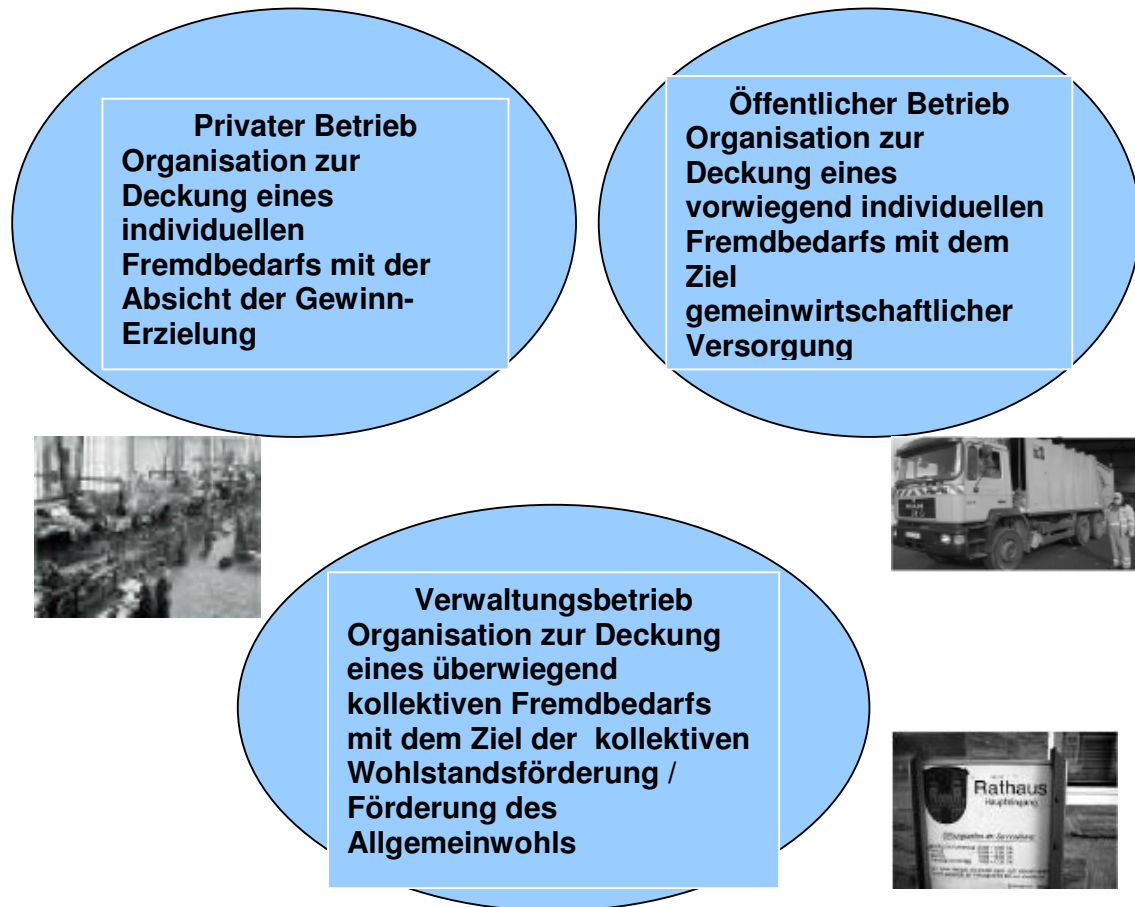 Privater Betrieb
Organisation zur
Deckung eines
individuellen
Fremdbedarfs mit der
Absicht der Gewinn-
Erzielung
Öffentlicher Betrieb
Organisation zur
Deckung eines
vorwiegend individuellen
Fremdbedarfs mit dem
Ziel
gemeinwirtschaftlicher
Versorgung
Verwaltungsbetrieb
Organisation zur Deckung
eines überwiegend
kollektiven Fremdbedarfs
mit dem Ziel der kollektiven
Wohlstandsförderung /
Förderung des
Allgemeinwohls
Rathaus
Haupteingang